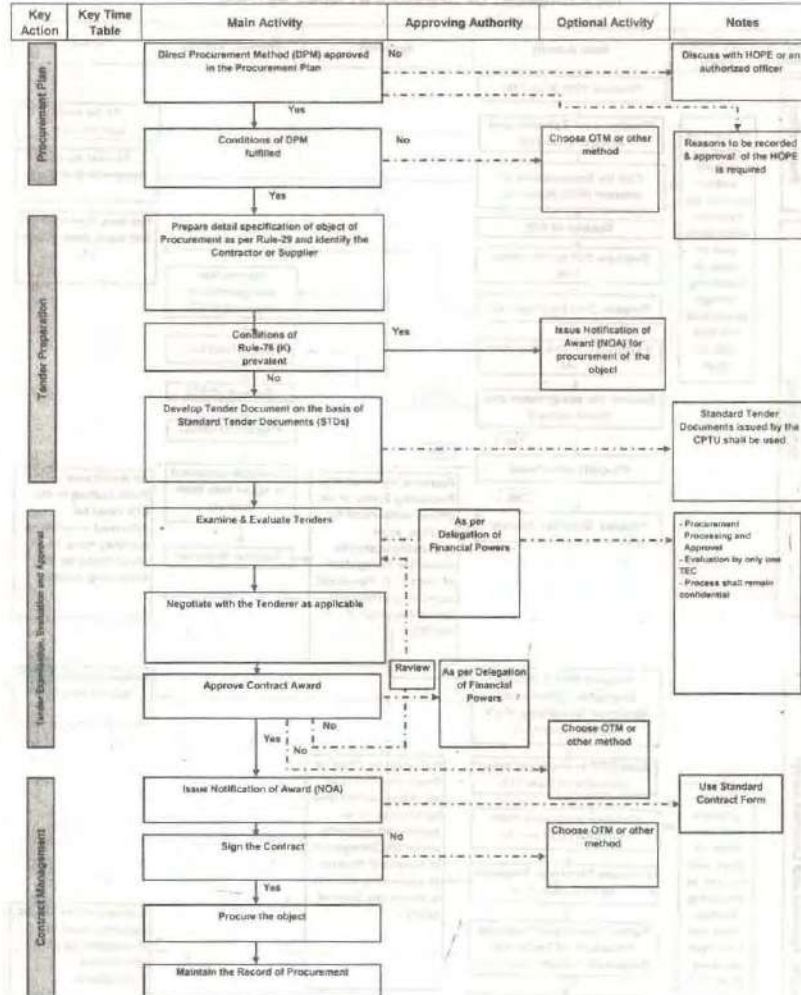 Key Action
Key Time Table
Main Activity
Approving Authority
Optional Activity
Notes
Procurement Plan
Direct Procurement Method (DPM) approved
in the Procurement Plan
No
Discuss with HOPE or an
authorized officer
Yes
Conditions of DPM
fulfilled
No
Choose OTM or other
method
Reasons to be recorded
& approval of the HOPE
is required
Yes
Tender Preparation
Prepare detail specification of object of
Procurement as per Rule-29 and identify the
Contractor or Supplier
Conditions of
Rule-76 (K)
prevalent
Yes
Issue Notification of
Award (NOA) for
procurement of the
object
No
Develop Tender Document on the basis of
Standard Tender Documents (STDs)
Standard Tender
Documents issued by the
CPTU shall be used
Tender Examination, Evaluation and Approval
Examine & Evaluate Tenders
As per
Delegation of
Financial Powers
- Procurement
Processing and
Approval
- Evaluation by only one
TEC
- Process shall remain
confidential
Negotiate with the Tenderer as applicable
Review
Approve Contract Award
As per Delegation
of Financial
Powers
No
Yes
No
Choose OTM or
other method
Contract Management
Issue Notification of Award (NOA)
Use Standard
Contract Form
Sign the Contract
No
Choose OTM or other
method
Yes
Procure the object
Maintain the Record of Procurement